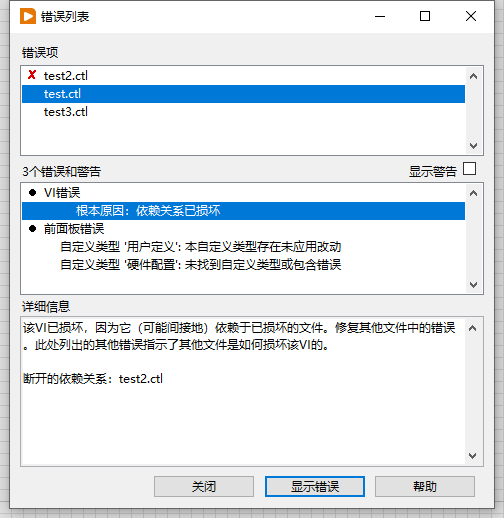 错误列表
错误项
✘ test2.ctl
test.ctl
test3.ctl
3个错误和警告 显示警告
● VI错误
根本原因：依赖关系已损坏
● 前面板错误
自定义类型 '用户定义': 本自定义类型存在未应用改动
自定义类型 '硬件配置': 未找到自定义类型或包含错误
详细信息
该VI已损坏，因为它（可能间接地）依赖于已损坏的文件。修复其他文件中的错误
。此处列出的其他错误指示了其他文件是如何损坏该VI的。
断开的依赖关系：test2.ctl
关闭 显示错误 帮助